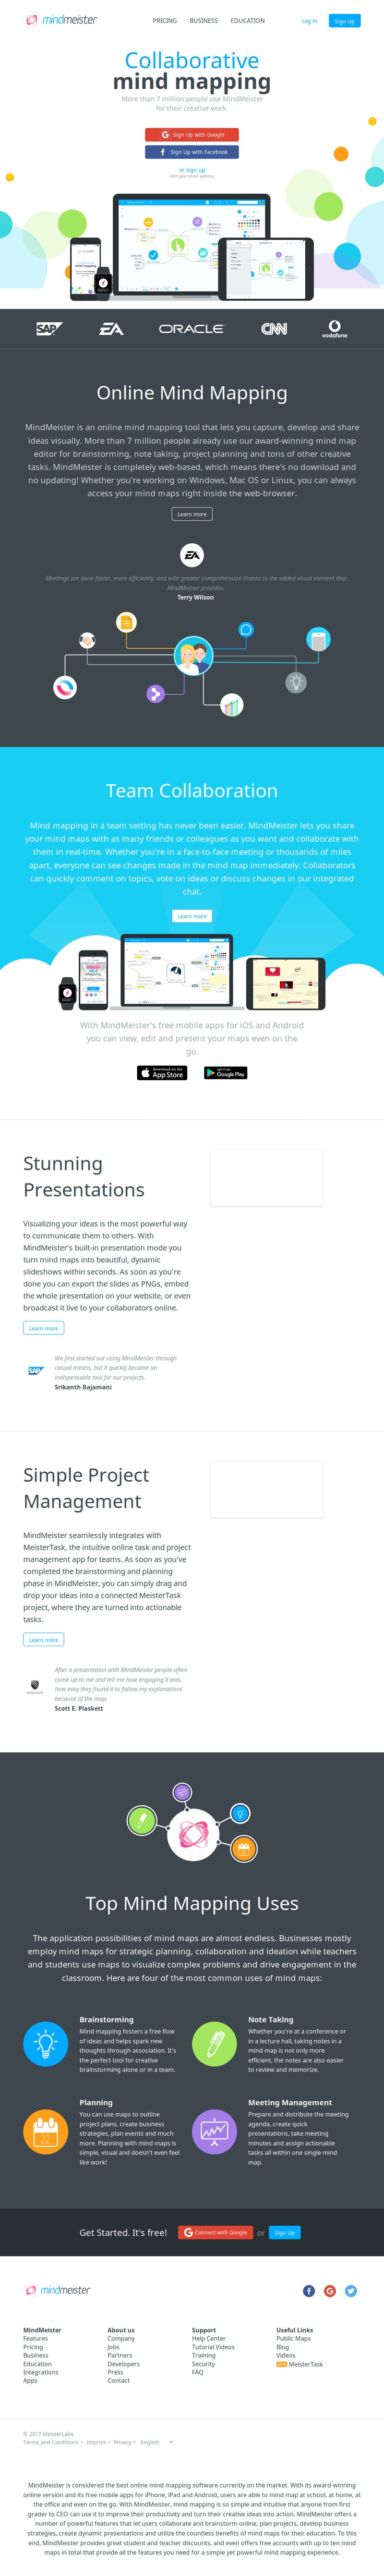 mindmeister
PRICING BUSINESS EDUCATION
Log In
Sign Up
Collaborative
mind mapping
More than 7 million people use MindMeister
for their creative work.
Sign Up with Google
Sign Up with Facebook
or sign up
with your email address
SAP EA ORACLE CNN vodafone
Online Mind Mapping
MindMeister is an online mind mapping tool that lets you capture, develop and share
ideas visually. More than 7 million people already use our award-winning mind map
editor for brainstorming, note taking, project planning and tons of other creative
tasks. MindMeister is completely web-based, which means there's no download and
no updating! Whether you're working on Windows, Mac OS or Linux, you can always
access your mind maps right inside the web-browser.
Learn more
EA
Meetings are done faster, more efficiently, and with greater comprehension thanks to the added visual element that
MindMeister provides.
Terry Wilson
Team Collaboration
Mind mapping in a team setting has never been easier. MindMeister lets you share
your mind maps with as many friends or colleagues as you want and collaborate with
them in real-time. Whether you're in a face-to-face meeting or thousands of miles
apart, everyone can see changes made in the mind map immediately. Collaborators
can quickly comment on topics, vote on ideas or discuss changes in our integrated
chat.
Learn more
With MindMeister's free mobile apps for iOS and Android
you can view, edit and present your maps even on the
go.
Download on the
App Store
GET IT ON
Google Play
Stunning
Presentations
Visualizing your ideas is the most powerful way
to communicate them to others. With
MindMeister's built-in presentation mode you
turn mind maps into beautiful, dynamic
slideshows within seconds. As soon as you're
done you can export the slides as PNGs, embed
the whole presentation on your website, or even
broadcast it live to your collaborators online.
Learn more
SAP
We first started out using MindMeister through
casual means, but it quickly became an
indispensable tool for our projects.
Srikanth Rajamani
Simple Project
Management
MindMeister seamlessly integrates with
MeisterTask, the intuitive online task and project
management app for teams. As soon as you've
completed the brainstorming and planning
phase in MindMeister, you can simply drag and
drop your ideas into a connected MeisterTask
project, where they are turned into actionable
tasks.
Learn more
After a presentation with MindMeister people often
come up to me and tell me how engaging it was,
how easy they found it to follow my explanations
because of the map.
Scott E. Plaskett
Top Mind Mapping Uses
The application possibilities of mind maps are almost endless. Businesses mostly
employ mind maps for strategic planning, collaboration and ideation while teachers
and students use maps to visualize complex problems and drive engagement in the
classroom. Here are four of the most common uses of mind maps:
Brainstorming
Mind mapping fosters a free flow
of ideas and helps spark new
thoughts through association. It's
the perfect tool for creative
brainstorming alone or in a team.
Note Taking
Whether you're at a conference or
in a lecture hall, taking notes in a
mind map is not only more
efficient, the notes are also easier
to review and memorize.
Planning
You can use maps to outline
project plans, create business
strategies, plan events and much
more. Planning with mind maps is
simple, visual and doesn't even feel
like work!
22
Meeting Management
Prepare and distribute the meeting
agenda, create quick
presentations, take meeting
minutes and assign actionable
tasks all within one single mind
map.
Get Started. It's free!
Connect with Google
or
Sign Up
mindmeister
MindMeister
Features
Pricing
Business
Education
Integrations
Apps
About us
Company
Jobs
Partners
Developers
Press
Contact
Support
Help Center
Tutorial Videos
Training
Security
FAQ
Useful Links
Public Maps
Blog
Videos
NEW MeisterTask
© 2017 MeisterLabs
Terms and Conditions • Imprint • Privacy • English
MindMeister is considered the best online mind mapping software currently on the market. With its award-winning
online version and its free mobile apps for iPhone, iPad and Android, users are able to mind map at school, at home, at
the office and even on the go. With MindMeister, mind mapping is so simple and intuitive that anyone from first
grader to CEO can use it to improve their productivity and turn their creative ideas into action. MindMeister offers a
number of powerful features that let users collaborate and brainstorm online, plan projects, develop business
strategies, create dynamic presentations and utilize the countless benefits of mind maps for their education. To this
end, MindMeister provides great student and teacher discounts, and even offers free accounts with up to ten mind
maps in total that provide all the features you need for a simple yet powerful mind mapping experience.